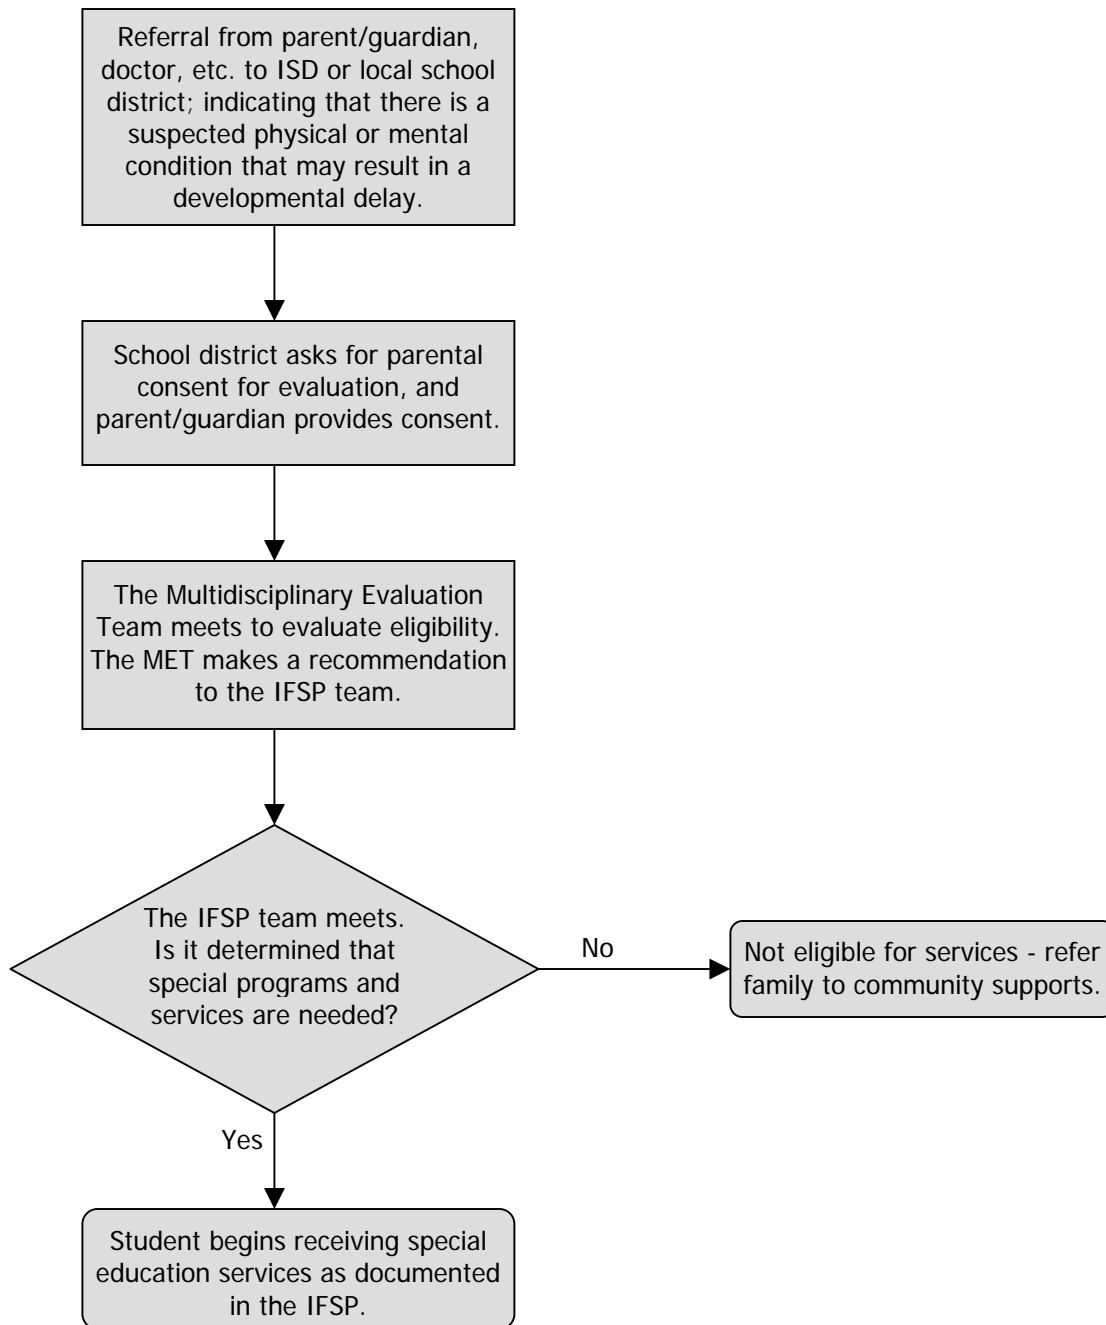 Referral from parent/guardian,
doctor, etc. to ISD or local school
district; indicating that there is a
suspected physical or mental
condition that may result in a
developmental delay.
School district asks for parental
consent for evaluation, and
parent/guardian provides consent.
The Multidisciplinary Evaluation
Team meets to evaluate eligibility.
The MET makes a recommendation
to the IFSP team.
The IFSP team meets.
Is it determined that
special programs and
services are needed?
No
Not eligible for services - refer
family to community supports.
Yes
Student begins receiving special
education services as documented
in the IFSP.